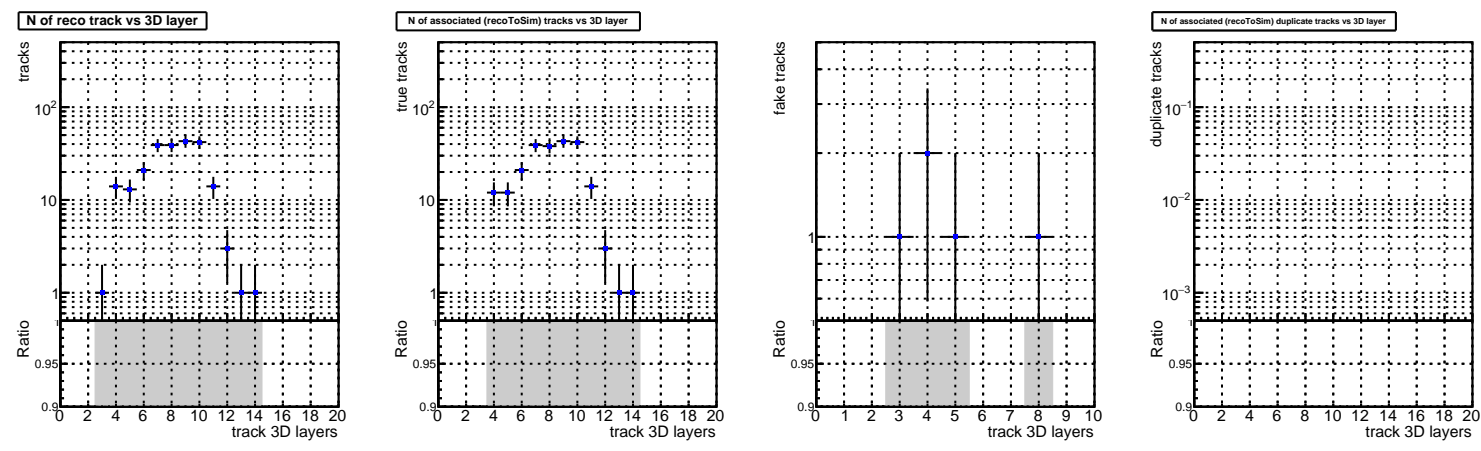 N of reco track vs 3D layer
tracks
10²
10
1
Ratio
1
0.95
0.9
0 2 4 6 8 10 12 14 16 18 20
track 3D layers
N of associated (recoToSim) tracks vs 3D layer
true tracks
10²
10
1
Ratio
1
0.95
0.9
0 2 4 6 8 10 12 14 16 18 20
track 3D layers
fake tracks
1
Ratio
1
0.95
0.9
0 1 2 3 4 5 6 7 8 9 10
track 3D layers
N of associated (recoToSim) duplicate tracks vs 3D layer
duplicate tracks
10⁻¹
10⁻²
10⁻³
Ratio
1
0.95
0.9
0 2 4 6 8 10 12 14 16 18 20
track 3D layers